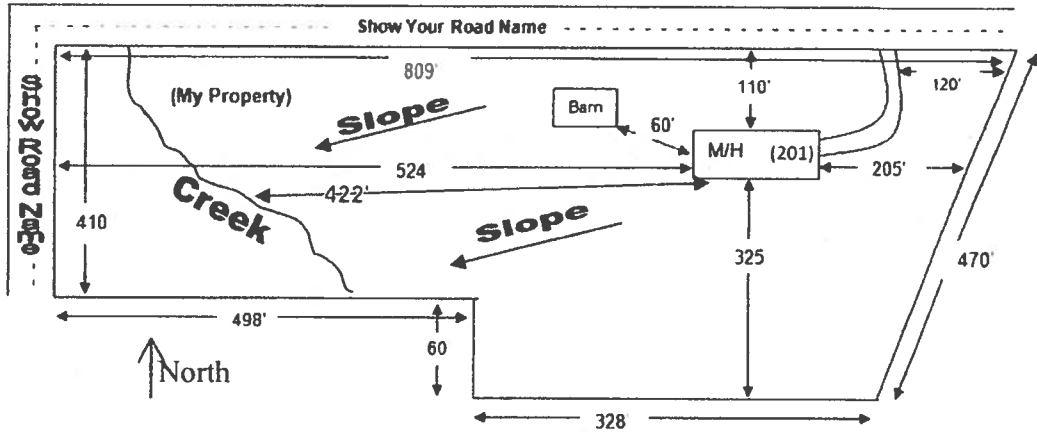 Show Your Road Name
Show Road Name
809'
110'
120'
(My Property)
Slope
Barn
60'
M/H (201)
524
205'
422'
Creek
410
Slope
325
470'
498'
60
North
328